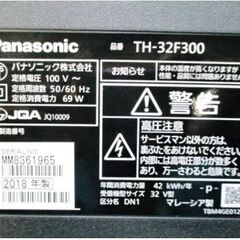 Panasonic
品番 TH-32F300
パナソニック株式会社
定格電圧 100 V～
定格周波数 50/60 Hz
定格消費電力 69 W
JQA JQ10009
SERIAL NO.
MM8361965
2018 年製
お知らせ
警告
高圧注意
サービスマン以外の方は、
裏ぶたをあけないでください。
内部には高電圧部分が数多くあり、
万一さわると危険です。
年間消費電力量 42 kWh/年
受信機型サイズ 32 V型
区分名 DN1
-p-
マレーシア製
TBM4GE012